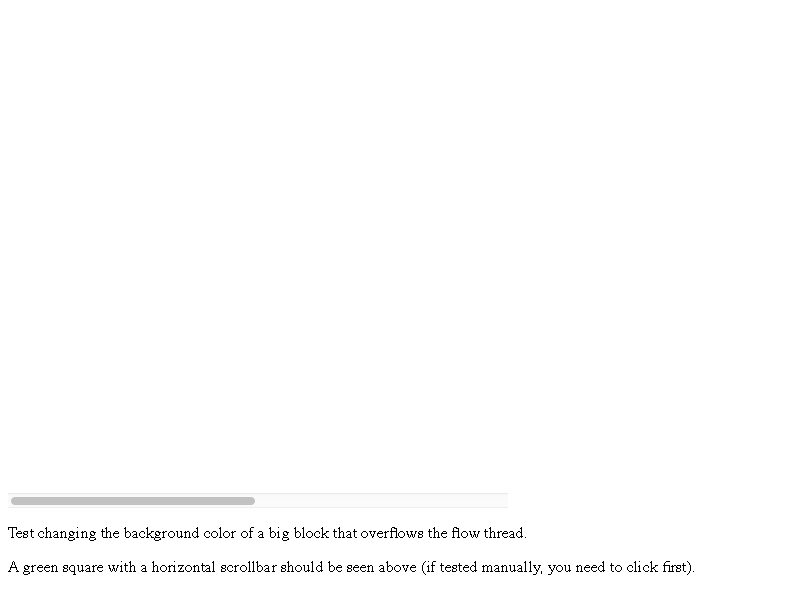 Test changing the background color of a big block that overflows the flow thread.
A green square with a horizontal scrollbar should be seen above (if tested manually, you need to click first).